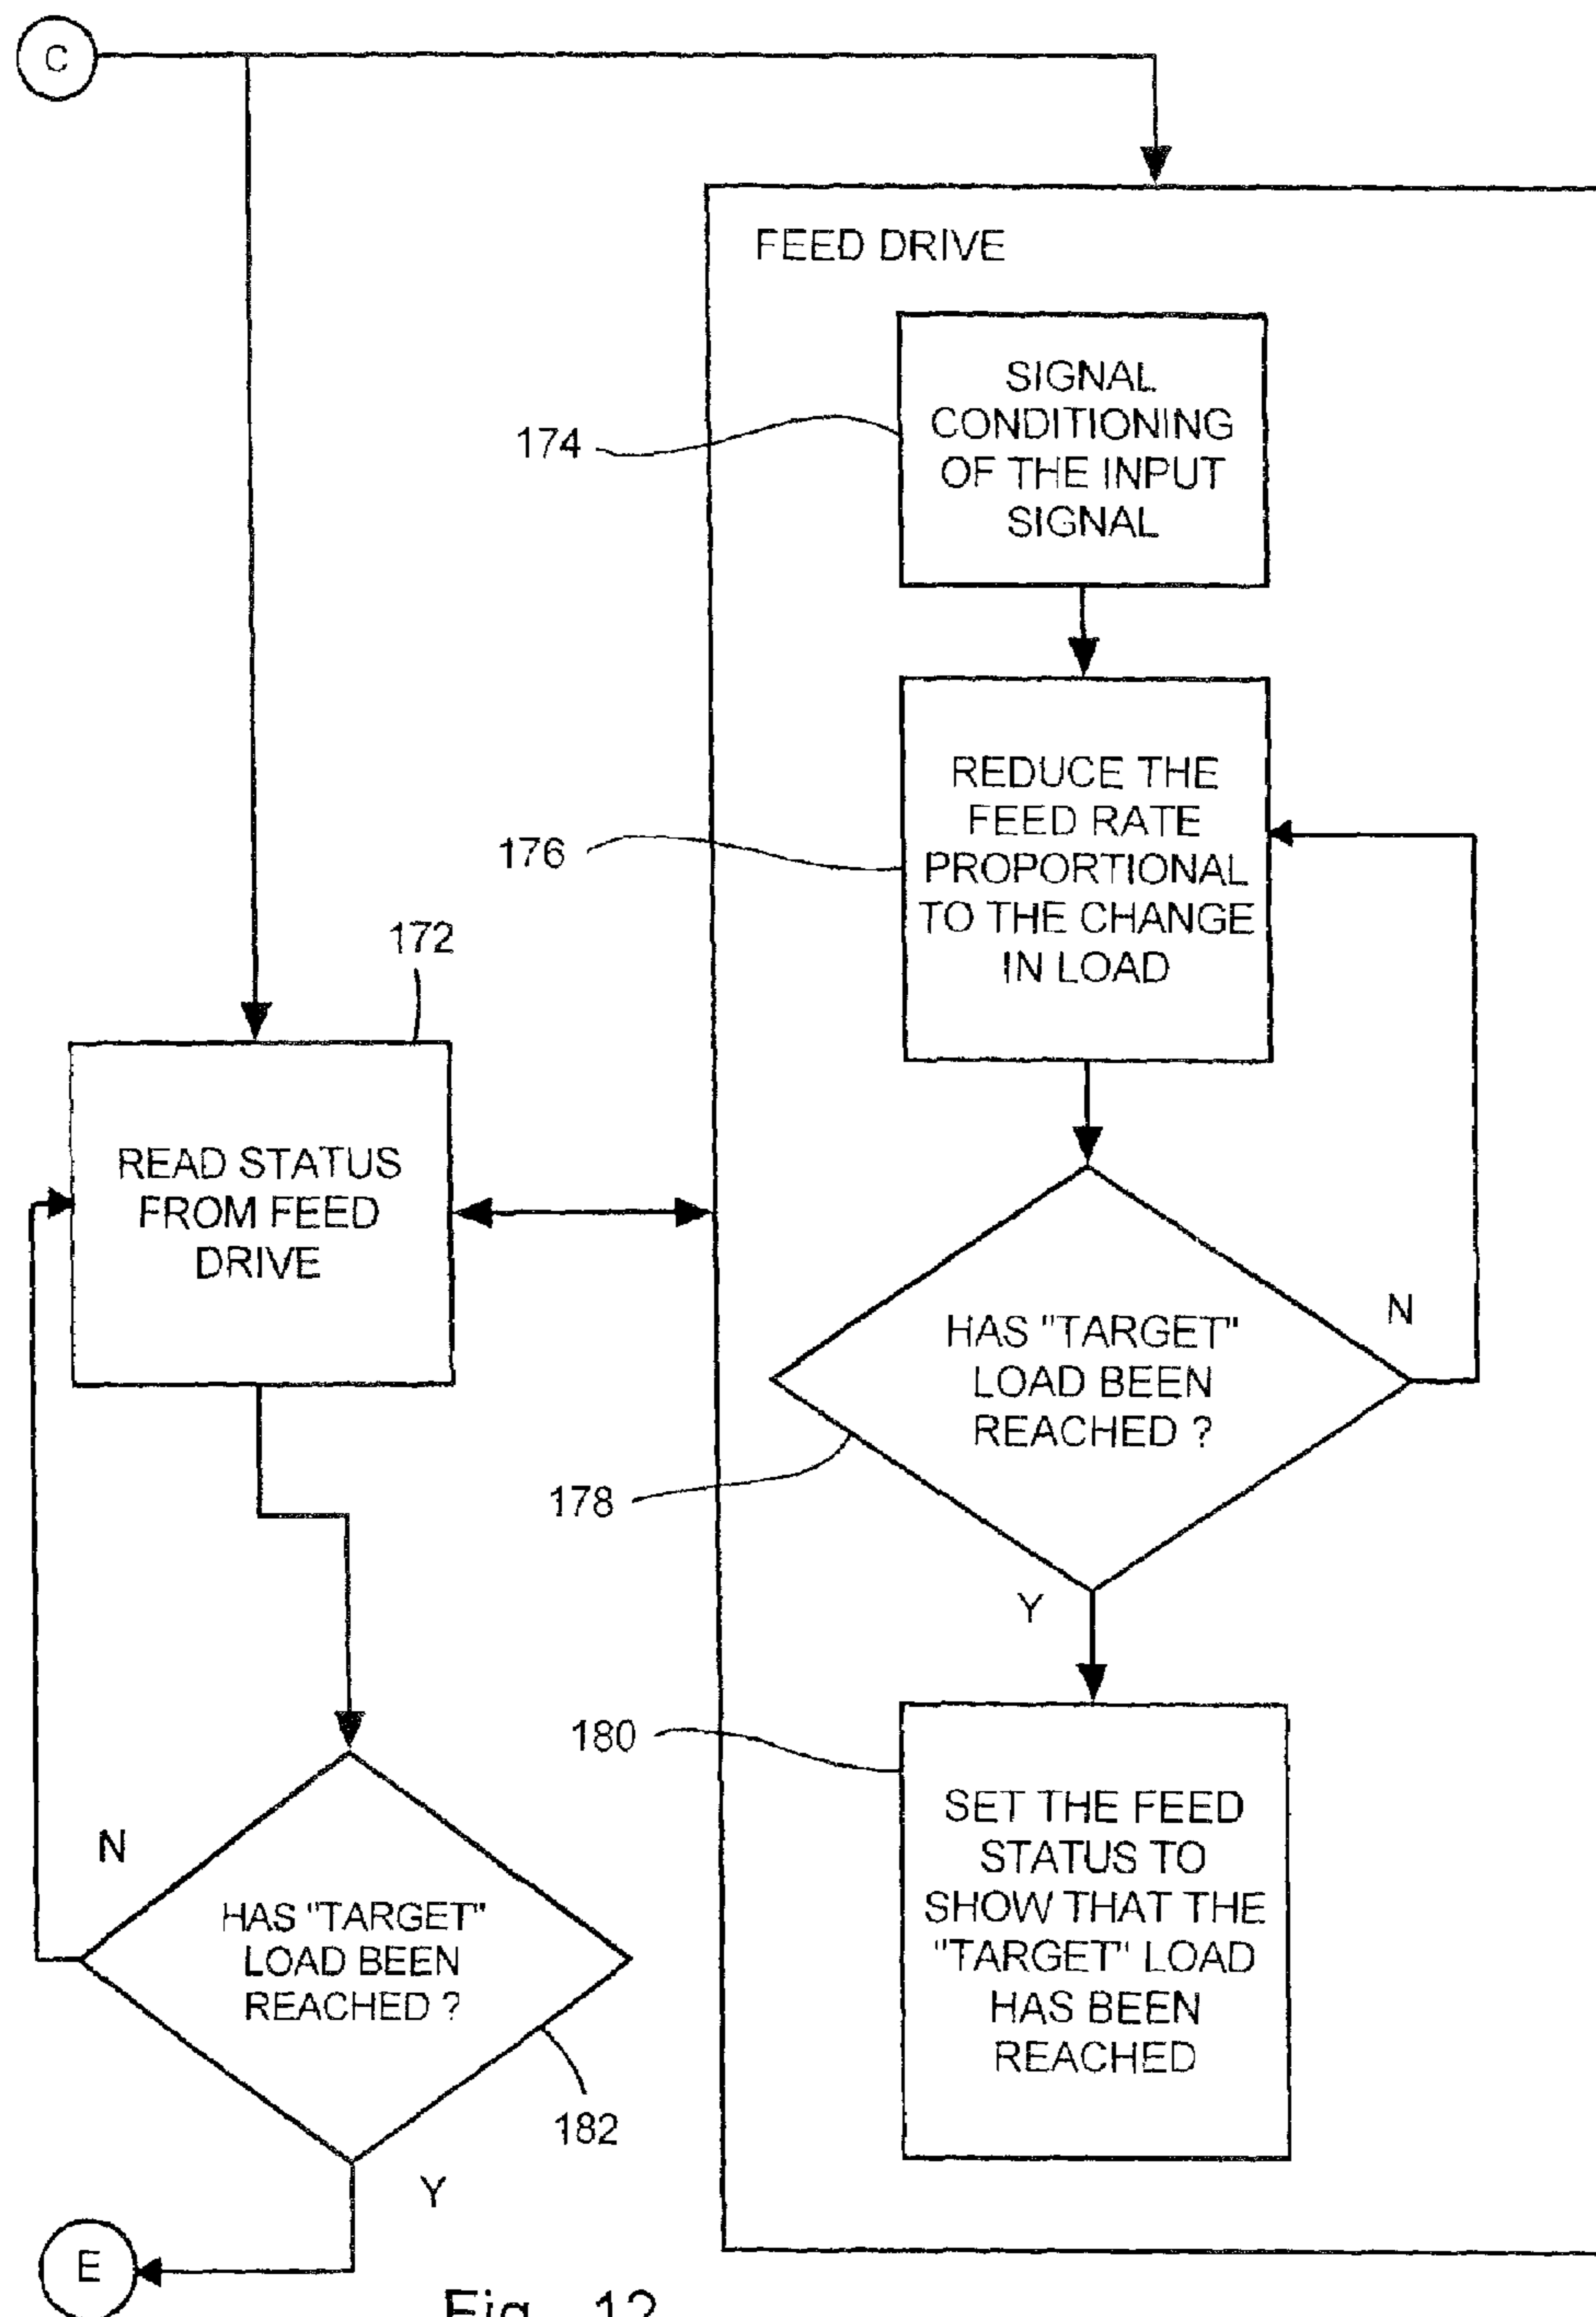 C
FEED DRIVE
SIGNAL
CONDITIONING
OF THE INPUT
SIGNAL
174
REDUCE THE
FEED RATE
PROPORTIONAL
TO THE CHANGE
IN LOAD
176
172
READ STATUS
FROM FEED
DRIVE
HAS "TARGET"
LOAD BEEN
REACHED ?
N
178
Y
180
SET THE FEED
STATUS TO
SHOW THAT THE
"TARGET" LOAD
HAS BEEN
REACHED
N
HAS "TARGET"
LOAD BEEN
REACHED ?
182
Y
E
Fig. 12